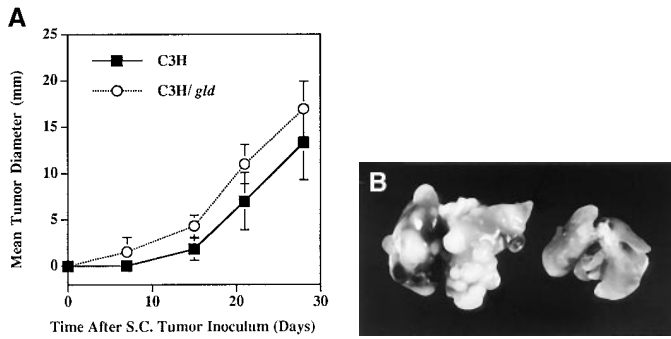 A
25
20
15
10
5
0
Mean Tumor Diameter (mm)
C3H
C3H/ gld
0 10 20 30
Time After S.C. Tumor Inoculum (Days)
B